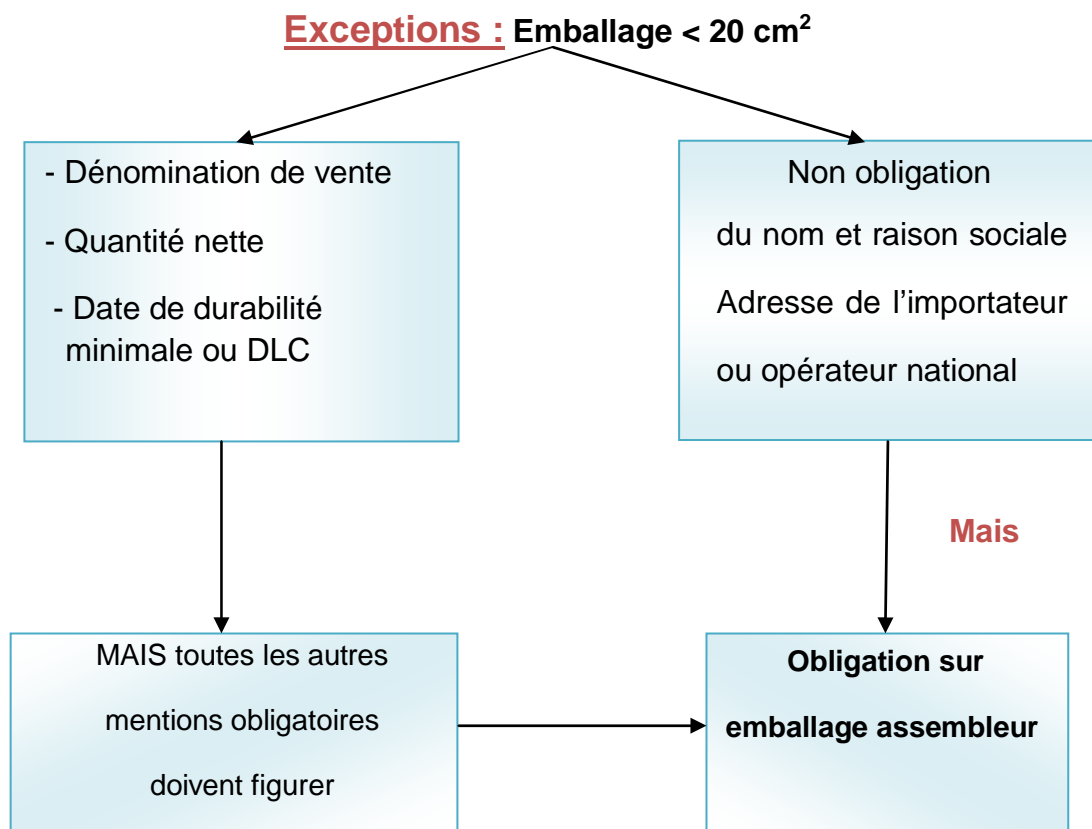 Exceptions : Emballage < 20 cm²
- Dénomination de vente
- Quantité nette
- Date de durabilité
minimale ou DLC
Non obligation
du nom et raison sociale
Adresse de l’importateur
ou opérateur national
Mais
MAIS toutes les autres
mentions obligatoires
doivent figurer
Obligation sur
emballage assembleur